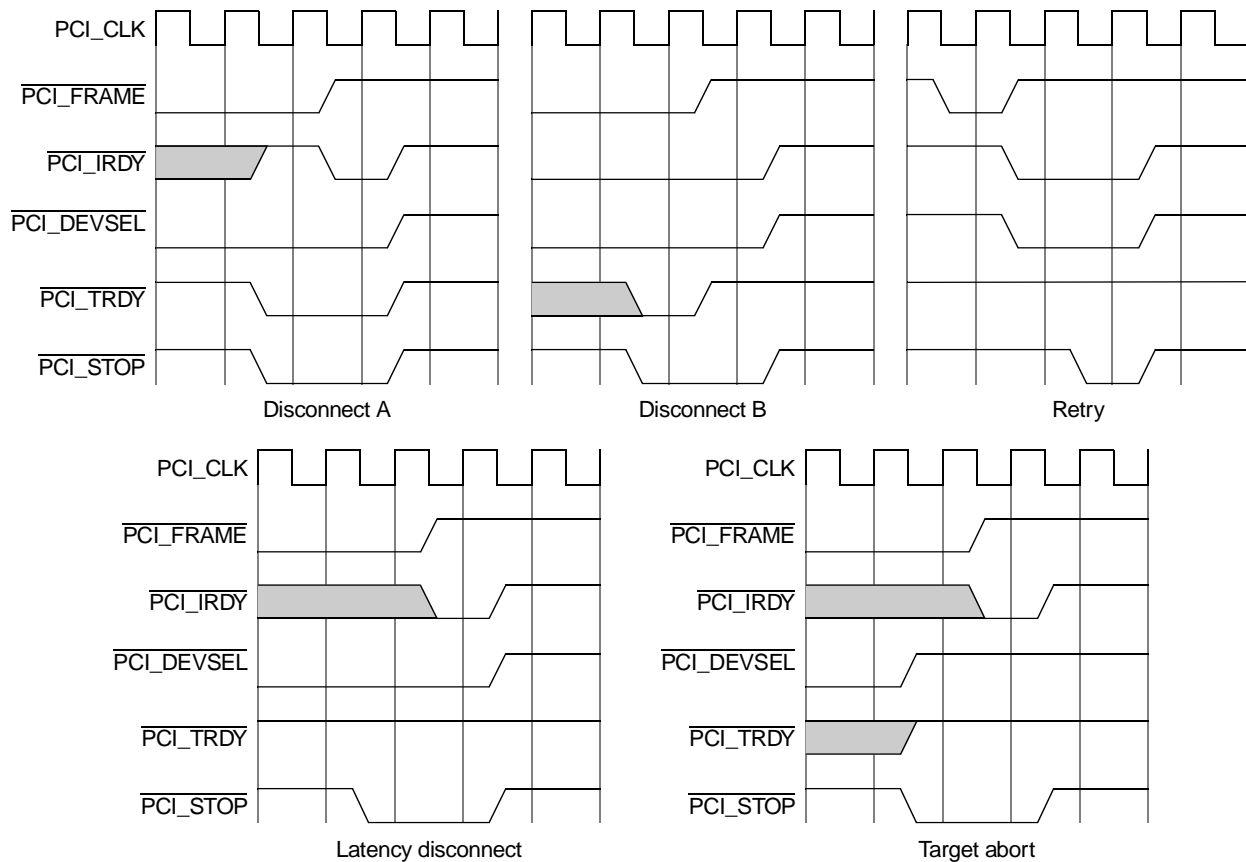 PCI_CLK
PCI_FRAME
PCI_IRDY
PCI_DEVSEL
PCI_TRDY
PCI_STOP
Disconnect A
Disconnect B
Retry
PCI_CLK
PCI_FRAME
PCI_IRDY
PCI_DEVSEL
PCI_TRDY
PCI_STOP
Latency disconnect
PCI_CLK
PCI_FRAME
PCI_IRDY
PCI_DEVSEL
PCI_TRDY
PCI_STOP
Target abort